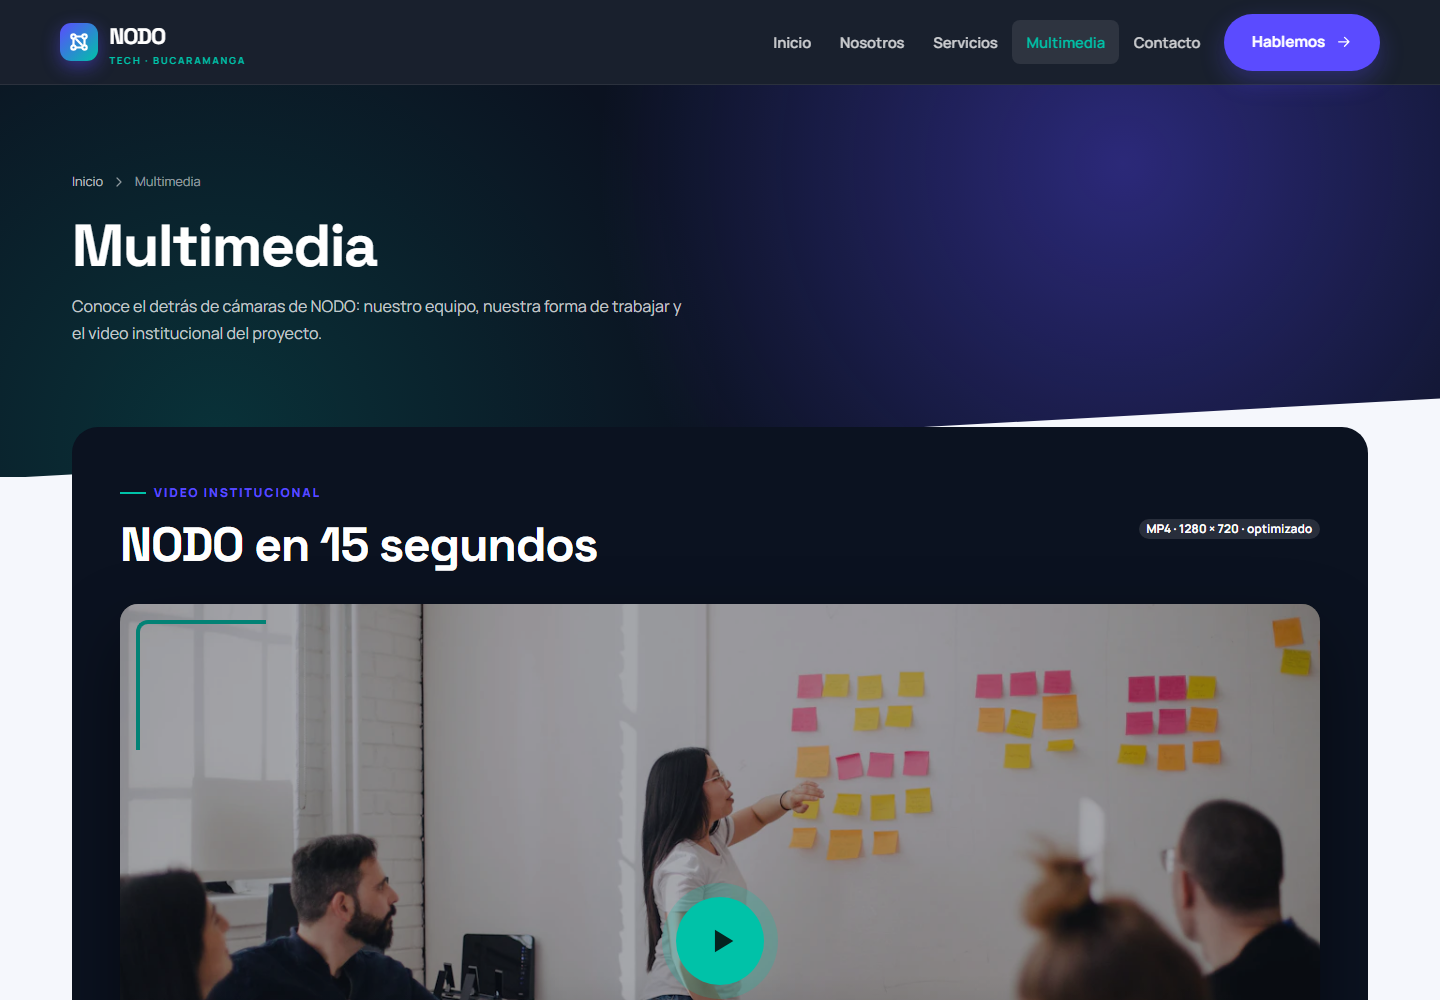 NODO
TECH · BUCARAMANGA
Inicio
Nosotros
Servicios
Multimedia
Contacto
Hablemos →
Inicio > Multimedia
Multimedia
Conoce el detrás de cámaras de NODO: nuestro equipo, nuestra forma de trabajar y
el video institucional del proyecto.
VIDEO INSTITUCIONAL
NODO en 15 segundos
MP4 · 1280 × 720 · optimizado